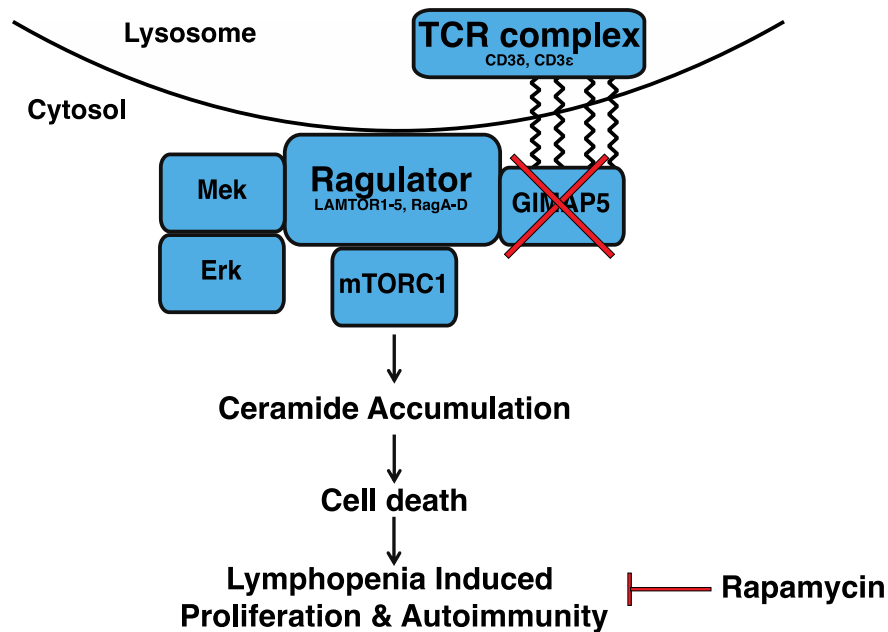 Lysosome
TCR complex
CD3δ, CD3ε
Cytosol
Mek
Ragulator
LAMTOR1-5, RagA-D
GIMAP5
Erk
mTORC1
Ceramide Accumulation
Cell death
Lymphopenia Induced
Proliferation & Autoimmunity
Rapamycin